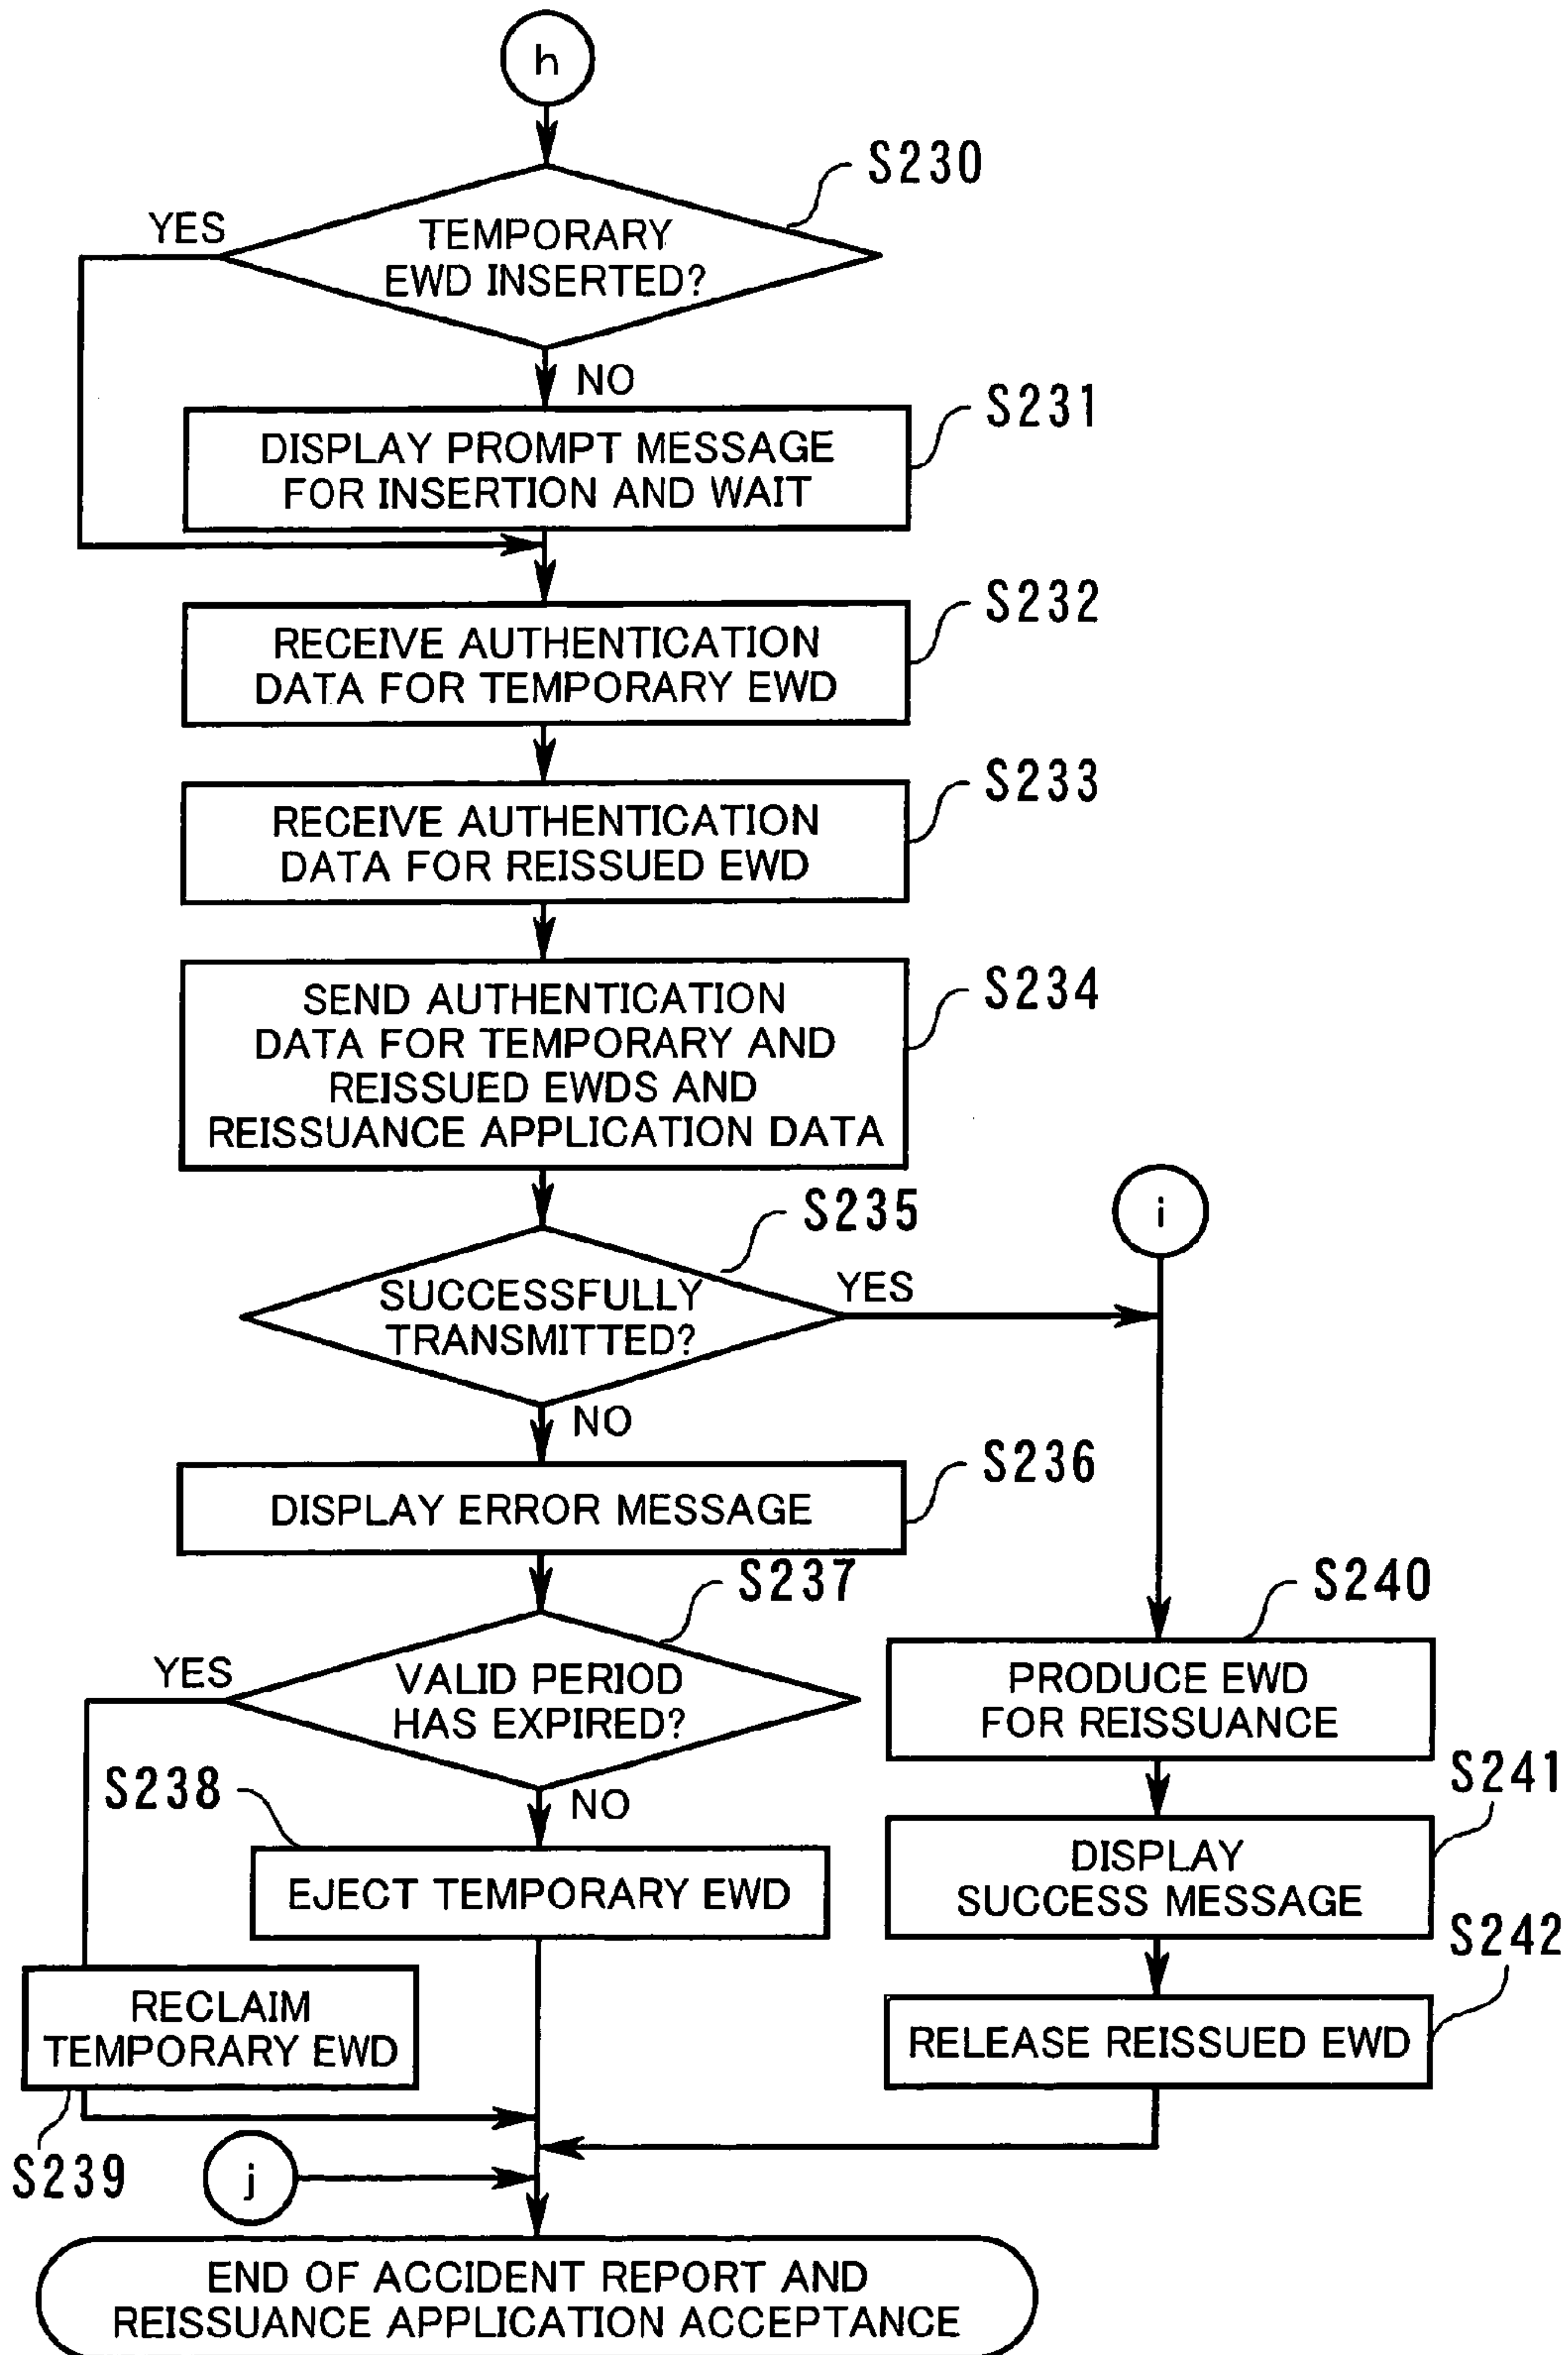 h
S230
YES
TEMPORARY
EWD INSERTED?
NO
S231
DISPLAY PROMPT MESSAGE
FOR INSERTION AND WAIT
S232
RECEIVE AUTHENTICATION
DATA FOR TEMPORARY EWD
S233
RECEIVE AUTHENTICATION
DATA FOR REISSUED EWD
S234
SEND AUTHENTICATION
DATA FOR TEMPORARY AND
REISSUED EWDS AND
REISSUANCE APPLICATION DATA
S235
i
SUCCESSFULLY
TRANSMITTED?
YES
NO
S236
DISPLAY ERROR MESSAGE
S237
YES
VALID PERIOD
HAS EXPIRED?
NO
S238
EJECT TEMPORARY EWD
RECLAIM
TEMPORARY EWD
S239
S240
PRODUCE EWD
FOR REISSUANCE
S241
DISPLAY
SUCCESS MESSAGE
S242
RELEASE REISSUED EWD
j
END OF ACCIDENT REPORT AND
REISSUANCE APPLICATION ACCEPTANCE